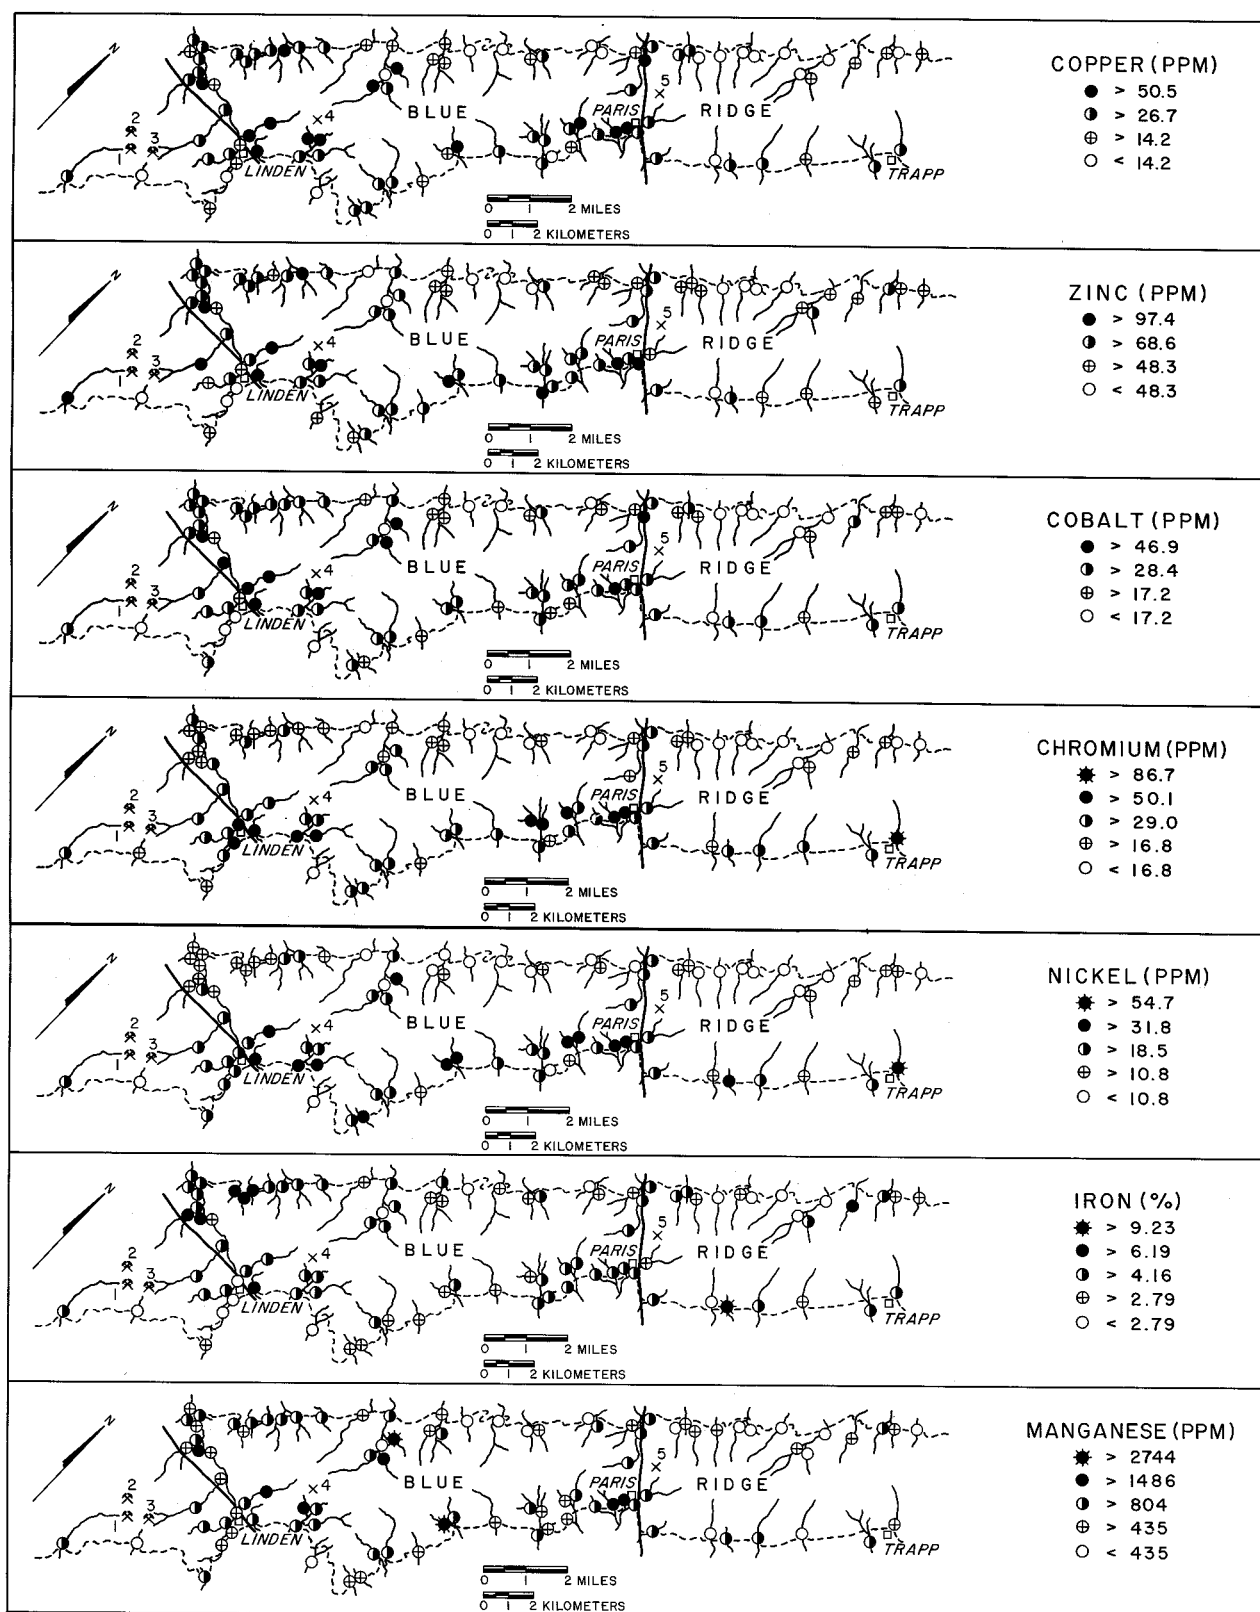 COPPER (PPM)
> 50.5
> 26.7
> 14.2
< 14.2
N
2
3
1
4
5
BLUE
PARIS
RIDGE
LINDEN
TRAPP
0 1 2 MILES
0 1 2 KILOMETERS
ZINC (PPM)
> 97.4
> 68.6
> 48.3
< 48.3
N
2
3
1
4
5
BLUE
PARIS
RIDGE
LINDEN
TRAPP
0 1 2 MILES
0 1 2 KILOMETERS
COBALT (PPM)
> 46.9
> 28.4
> 17.2
< 17.2
N
2
3
1
4
5
BLUE
PARIS
RIDGE
LINDEN
TRAPP
0 1 2 MILES
0 1 2 KILOMETERS
CHROMIUM (PPM)
> 86.7
> 50.1
> 29.0
> 16.8
< 16.8
N
2
3
1
4
5
BLUE
PARIS
RIDGE
LINDEN
TRAPP
0 1 2 MILES
0 1 2 KILOMETERS
NICKEL (PPM)
> 54.7
> 31.8
> 18.5
> 10.8
< 10.8
N
2
3
1
4
5
BLUE
PARIS
RIDGE
LINDEN
TRAPP
0 1 2 MILES
0 1 2 KILOMETERS
IRON (%)
> 9.23
> 6.19
> 4.16
> 2.79
< 2.79
N
2
3
1
4
5
BLUE
PARIS
RIDGE
LINDEN
TRAPP
0 1 2 MILES
0 1 2 KILOMETERS
MANGANESE (PPM)
> 2744
> 1486
> 804
> 435
< 435
N
2
3
1
4
5
BLUE
PARIS
RIDGE
LINDEN
TRAPP
0 1 2 MILES
0 1 2 KILOMETERS